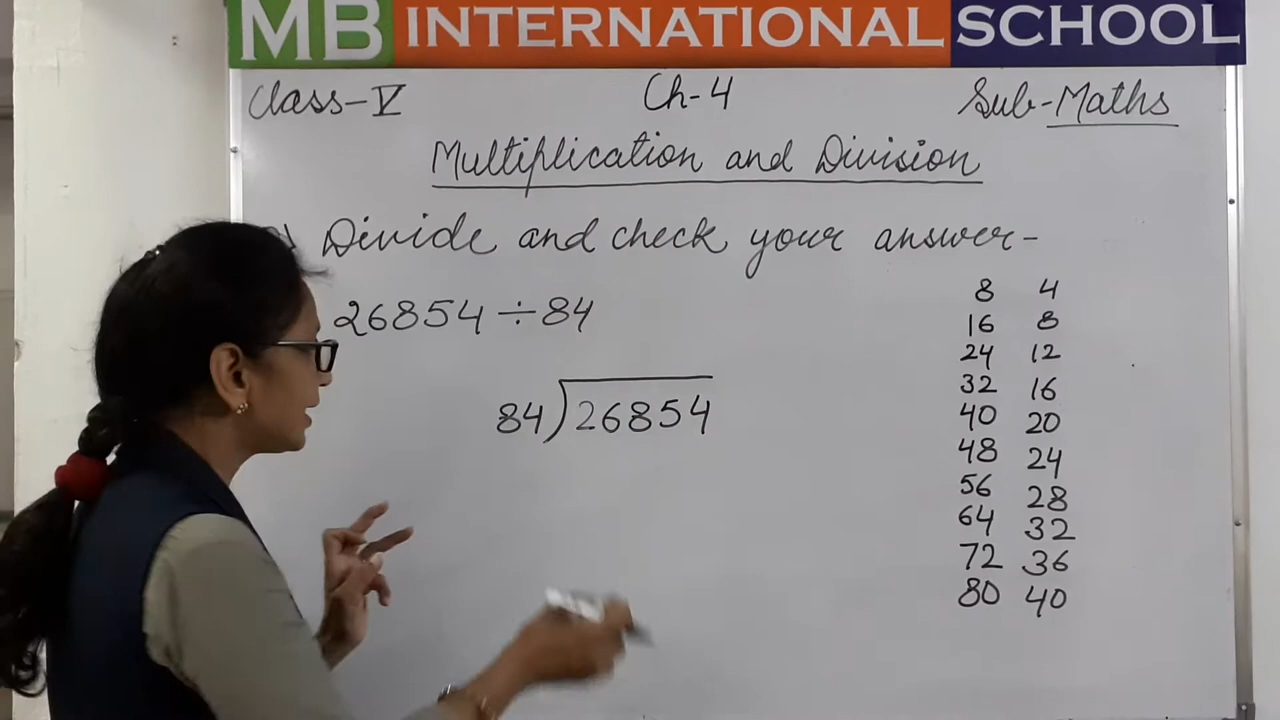 MB INTERNATIONAL SCHOOL
Class-V Ch-4 Sub-Maths
Multiplication and Division
Divide and check your answer-
26854 ÷ 84
84)26854
8 4
16 8
24 12
32 16
40 20
48 24
56 28
64 32
72 36
80 40